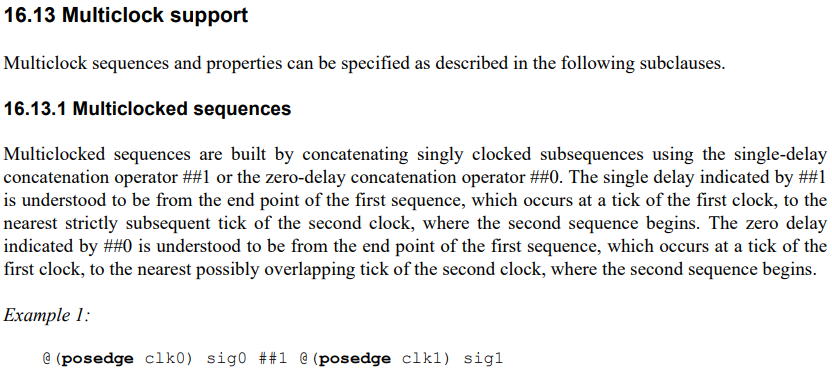 16.13 Multiclock support
Multiclock sequences and properties can be specified as described in the following subclauses.
16.13.1 Multiclocked sequences
Multiclocked sequences are built by concatenating singly clocked subsequences using the single-delay
concatenation operator ##1 or the zero-delay concatenation operator ##0. The single delay indicated by ##1
is understood to be from the end point of the first sequence, which occurs at a tick of the first clock, to the
nearest strictly subsequent tick of the second clock, where the second sequence begins. The zero delay
indicated by ##0 is understood to be from the end point of the first sequence, which occurs at a tick of the
first clock, to the nearest possibly overlapping tick of the second clock, where the second sequence begins.
Example 1:
@(posedge clk0) sig0 ##1 @(posedge clk1) sig1